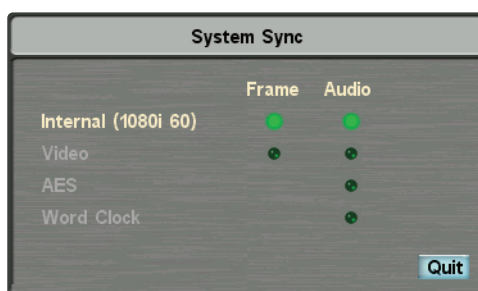 System Sync
Frame Audio
Internal (1080i 60)
Video
AES
Word Clock
Quit